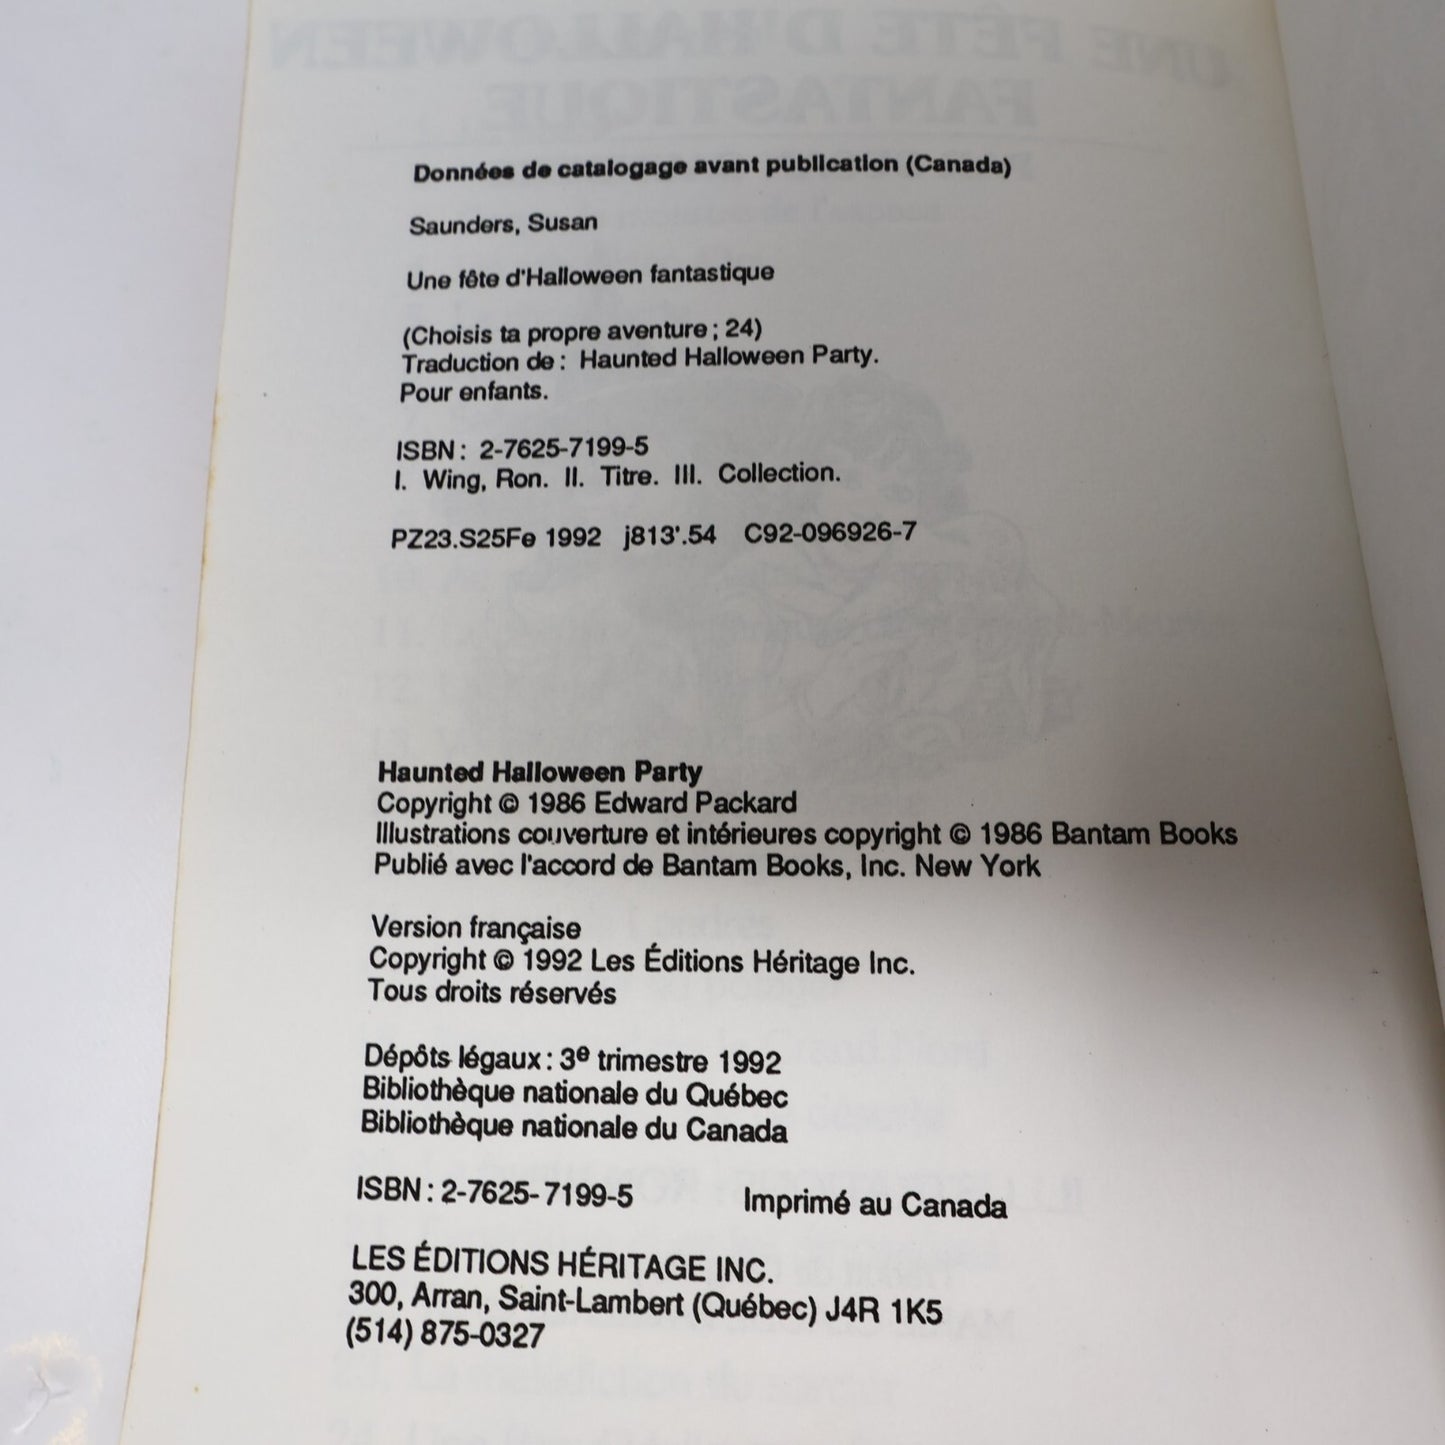 Données de catalogage avant publication (Canada)
Saunders, Susan
Une fête d'Halloween fantastique
(Choisis ta propre aventure ; 24)
Traduction de : Haunted Halloween Party.
Pour enfants.
ISBN : 2-7625-7199-5
I. Wing, Ron. II. Titre. III. Collection.
PZ23.S25Fe 1992 j813'.54 C92-096926-7
Haunted Halloween Party
Copyright © 1986 Edward Packard
Illustrations couverture et intérieures copyright © 1986 Bantam Books
Publié avec l'accord de Bantam Books, Inc. New York
Version française
Copyright © 1992 Les Éditions Héritage Inc.
Tous droits réservés
Dépôts légaux : 3e trimestre 1992
Bibliothèque nationale du Québec
Bibliothèque nationale du Canada
ISBN : 2-7625-7199-5 Imprimé au Canada
LES ÉDITIONS HÉRITAGE INC.
300, Arran, Saint-Lambert (Québec) J4R 1K5
(514) 875-0327